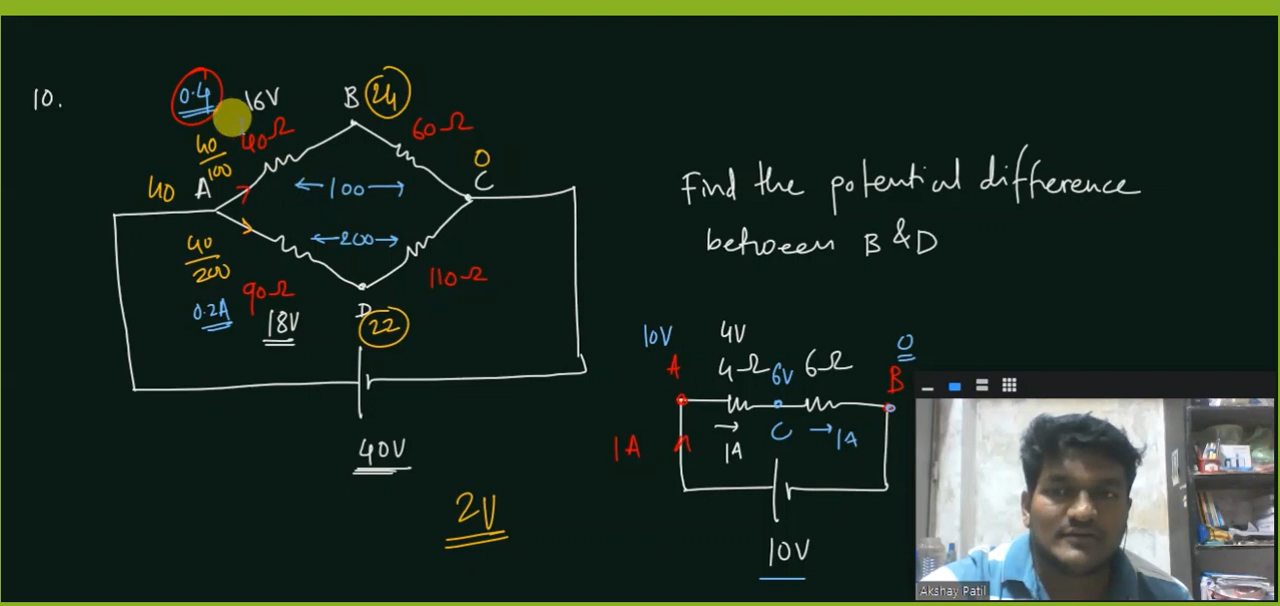 10.
0.4
16V
B
24
40Ω
60Ω
40
100
0
C
40
A
←100→
←200→
40
200
90Ω
110Ω
0.2A
18V
D
22
40V
2V
Find the potential difference
between B & D
10V
4V
0
A
4Ω
6V
6Ω
B
1A
→
1A
C
→ 1A
10V
Akshay Patil